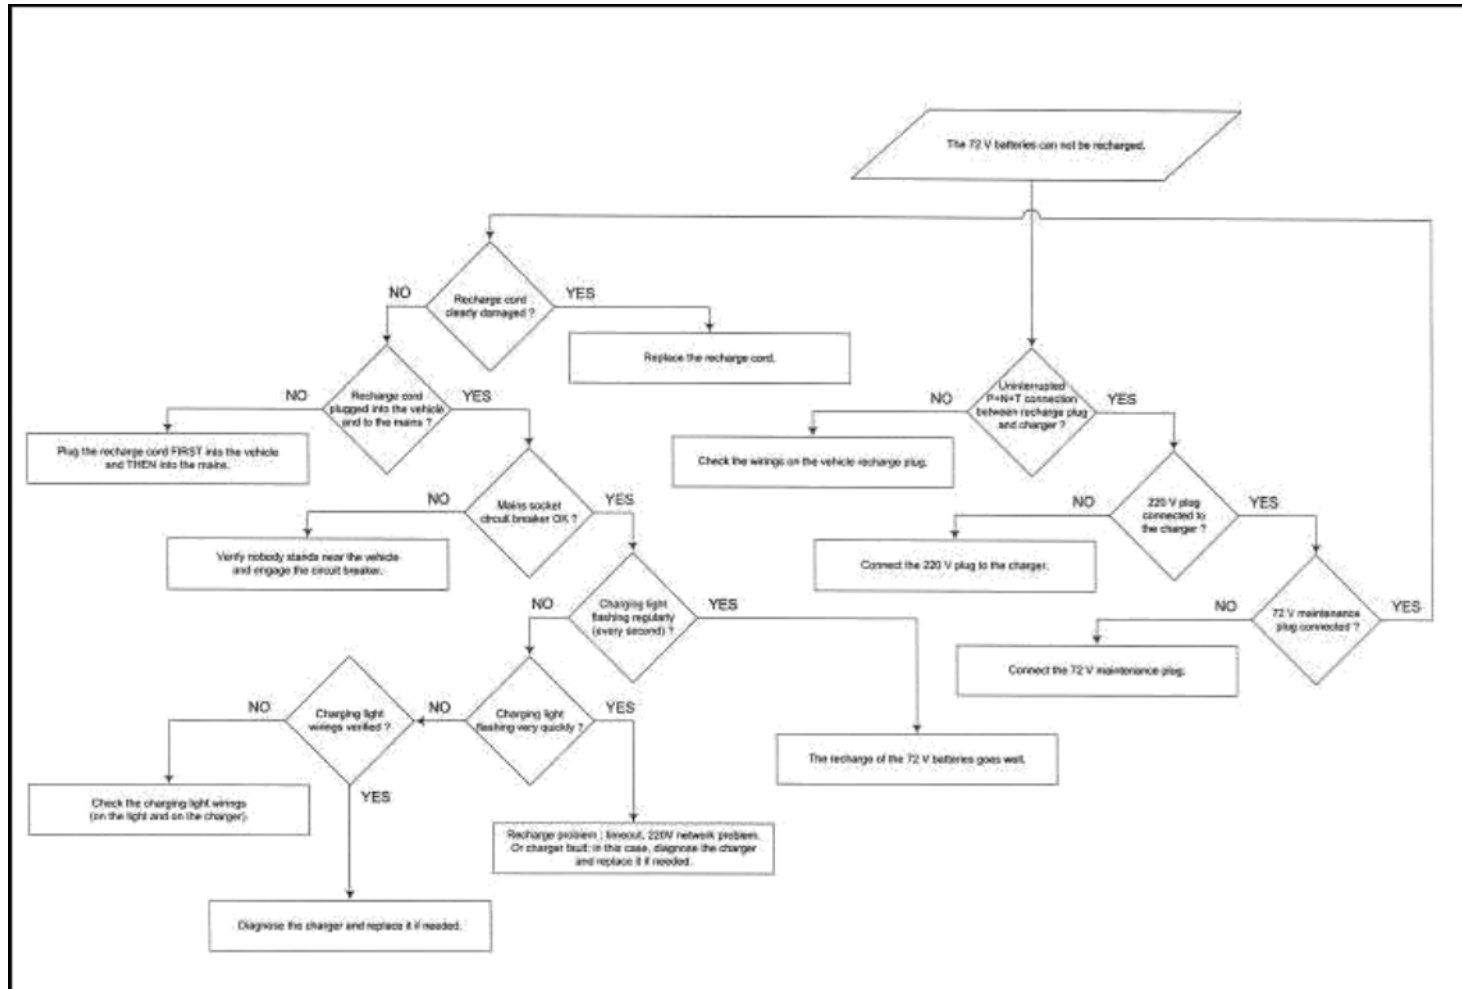 The 72 V batteries can not be recharged.
Recharge cord
clearly damaged ?
NO
YES
Replace the recharge cord.
Recharge cord
plugged into the vehicle
and to the mains ?
NO
YES
Plug the recharge cord FIRST into the vehicle
and THEN into the mains.
Uninterrupted
P+N+T connection
between recharge plug
and charger ?
NO
YES
Check the wirings on the vehicle recharge plug.
Mains socket
circuit breaker OK ?
NO
YES
Verify nobody stands near the vehicle
and engage the circuit breaker.
220 V plug
connected to
the charger ?
NO
YES
Connect the 220 V plug to the charger.
Charging light
flashing regularly
(every second) ?
NO
YES
72 V maintenance
plug connected ?
NO
YES
Connect the 72 V maintenance plug.
Charging light
wirings verified ?
NO
YES
Charging light
flashing very quickly ?
NO
YES
The recharge of the 72 V batteries goes well.
Check the charging light wirings
(on the light and on the charger)
Recharge problem : timeout, 220V network problem.
Or charger fault: in this case, diagnose the charger
and replace it if needed.
Diagnose the charger and replace it if needed.